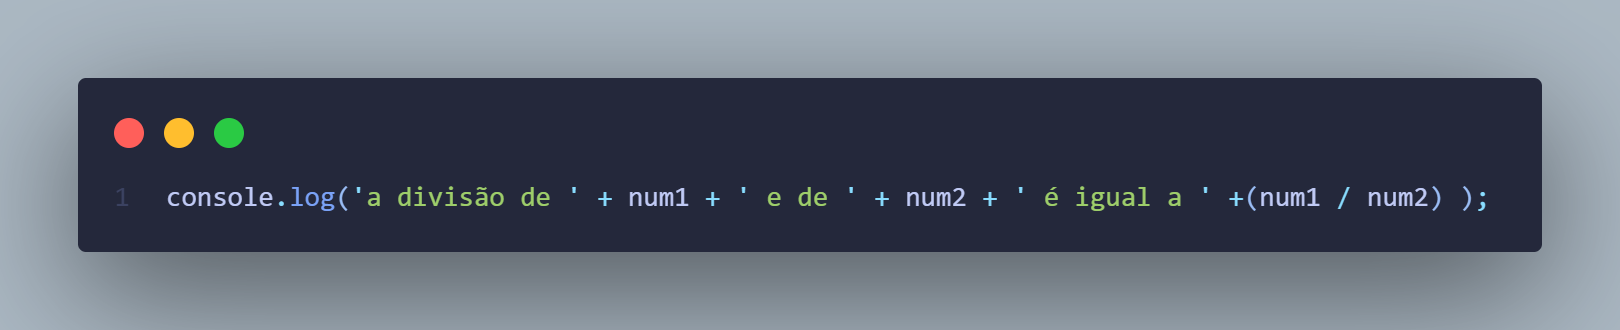 1 console.log('a divisão de ' + num1 + ' e de ' + num2 + ' é igual a ' +(num1 / num2) );